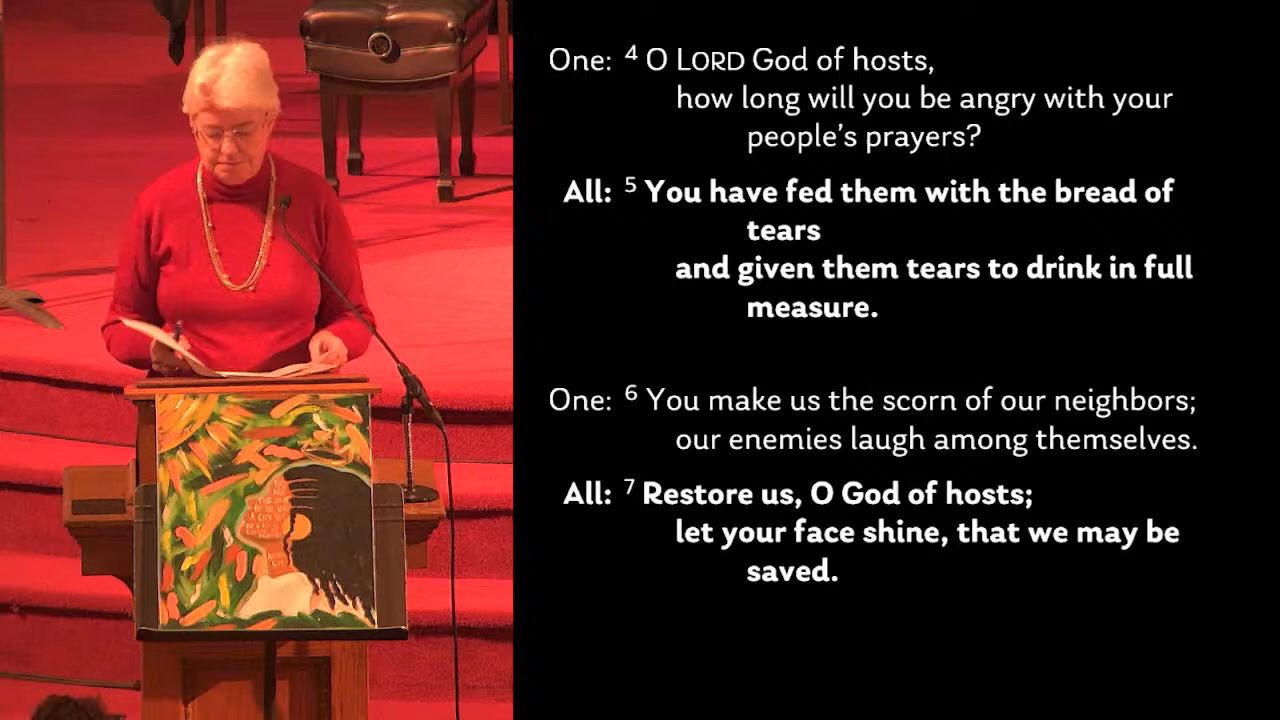 One: 4 O LORD God of hosts,
how long will you be angry with your
people’s prayers?
All: 5 You have fed them with the bread of
tears
and given them tears to drink in full
measure.
One: 6 You make us the scorn of our neighbors;
our enemies laugh among themselves.
All: 7 Restore us, O God of hosts;
let your face shine, that we may be
saved.